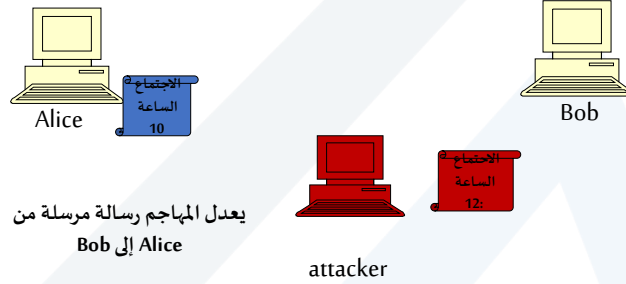 Alice
الاجتماع
الساعة
10
Bob
الاجتماع
الساعة
12:
يعدل المهاجم رسالة مرسلة من
Alice إلى Bob
attacker